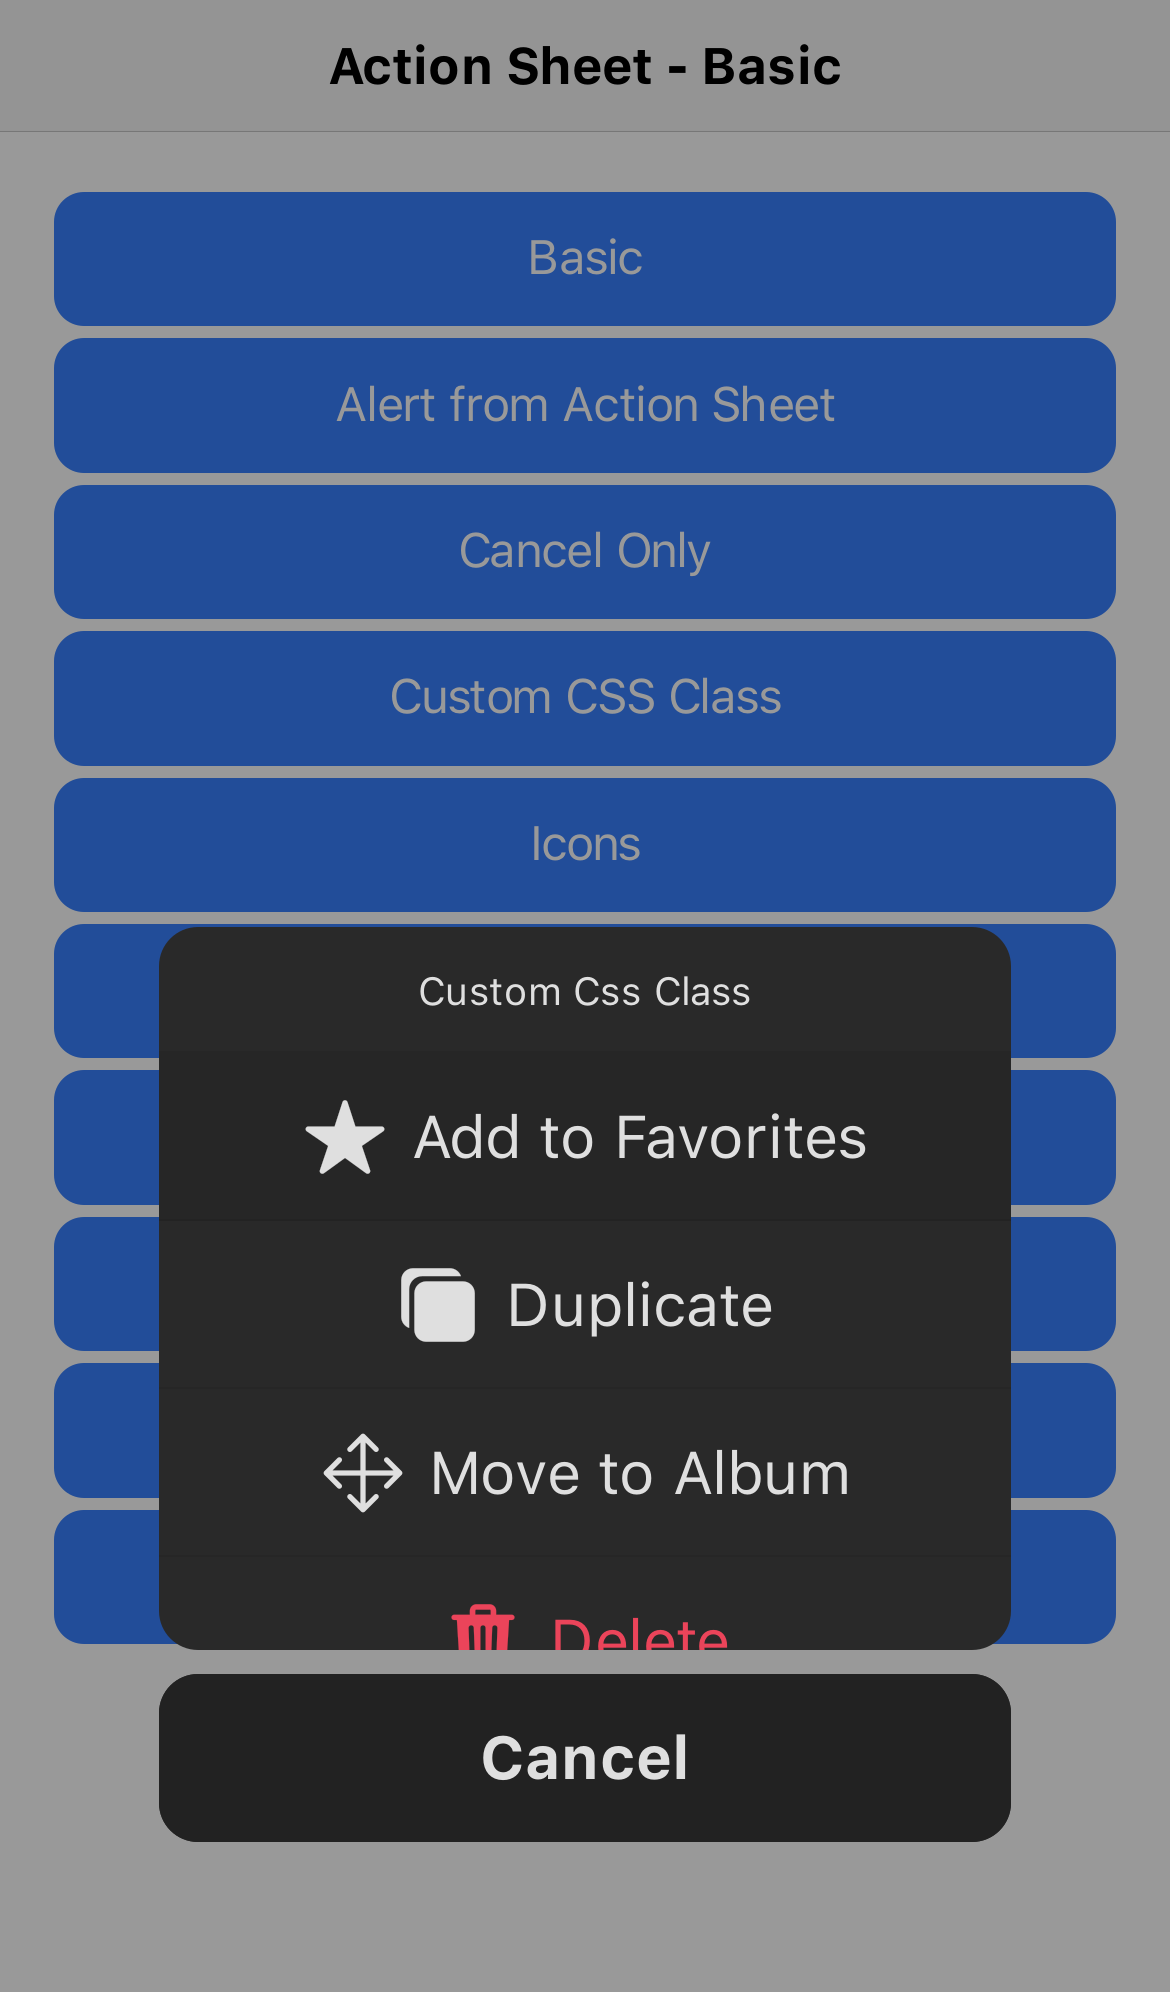 Action Sheet - Basic
Basic
Alert from Action Sheet
Cancel Only
Custom CSS Class
Icons
Custom Css Class
Add to Favorites
Duplicate
Move to Album
Delete
Cancel